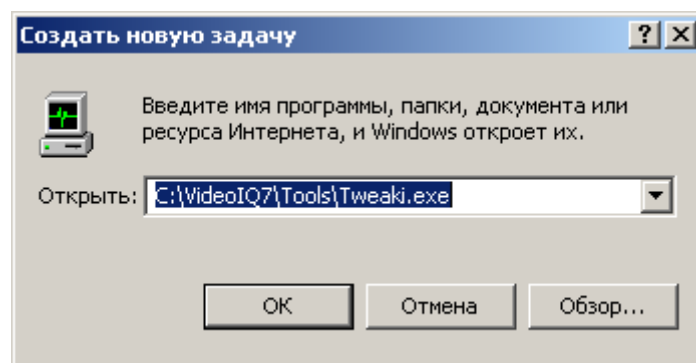 Создать новую задачу
Введите имя программы, папки, документа или
ресурса Интернета, и Windows откроет их.
Открыть: C:\VideoIQ7\Tools\Tweaki.exe
ОК Отмена Обзор...